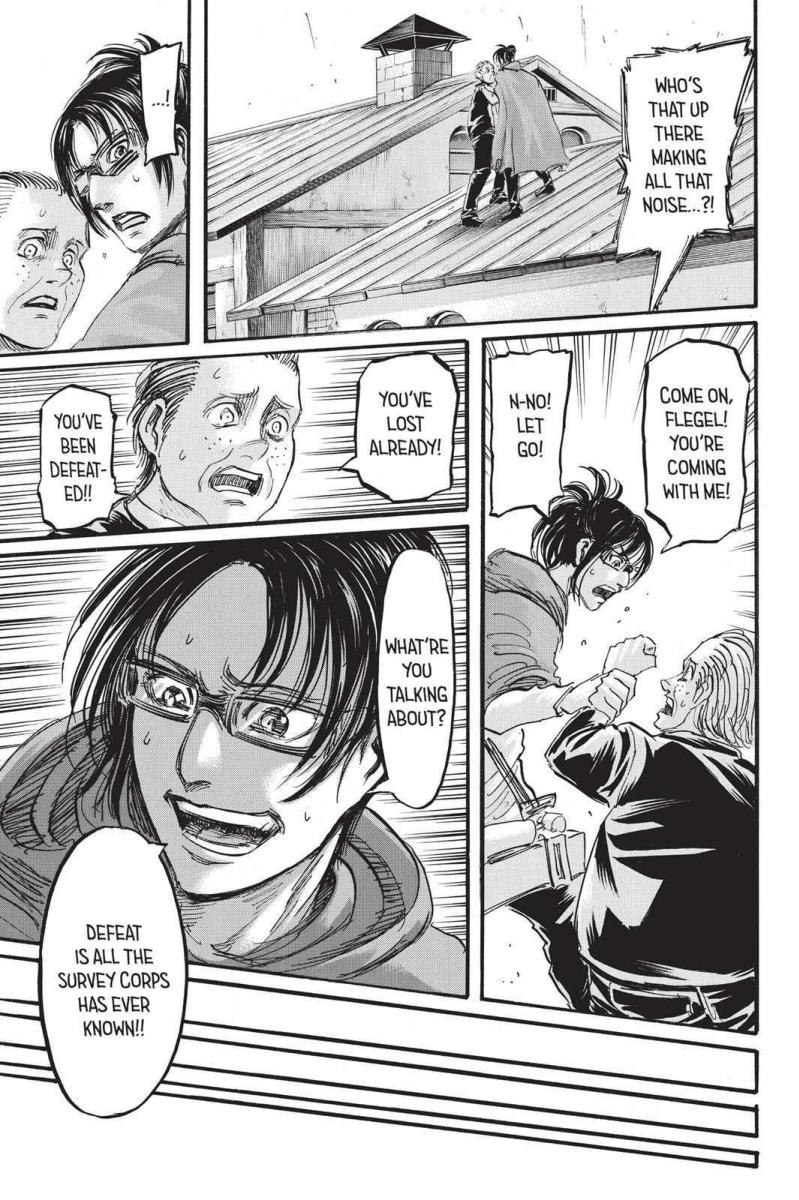 WHO'S
THAT UP
THERE
MAKING
ALL THAT
NOISE...?!
...!
COME ON,
FLEGEL!
YOU'RE
COMING
WITH ME!
N-NO!
LET
GO!
YOU'VE
LOST
ALREADY!
YOU'VE
BEEN
DEFEAT-
ED!!
WHAT'RE
YOU
TALKING
ABOUT?
DEFEAT
IS ALL THE
SURVEY CORPS
HAS EVER
KNOWN!!